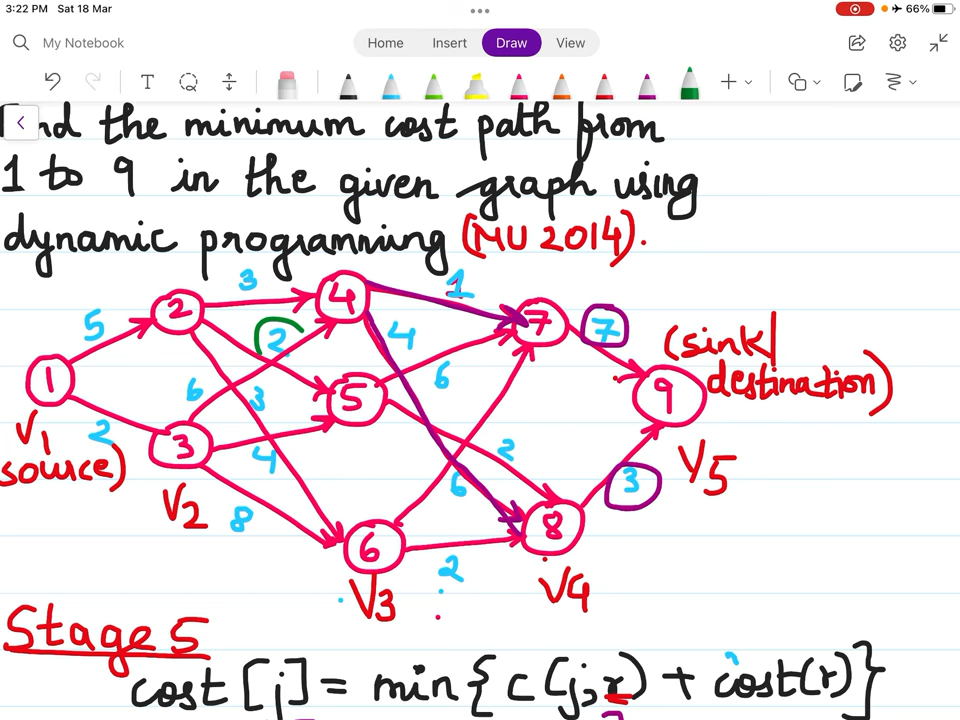 3:22 PM Sat 18 Mar
66%
My Notebook
Home Insert Draw View
Find the minimum cost path from
1 to 9 in the given graph using
dynamic programming (MU 2014).
3
4
1
2
5
2
4
7
7
(sink/
destination)
1
6
3
5
6
9
V1
2
3
4
2
V5
source)
V2
8
6
3
8
6
2
V3
V4
Stage 5
cost [j] = min{ c(j,r) + cost(r)}